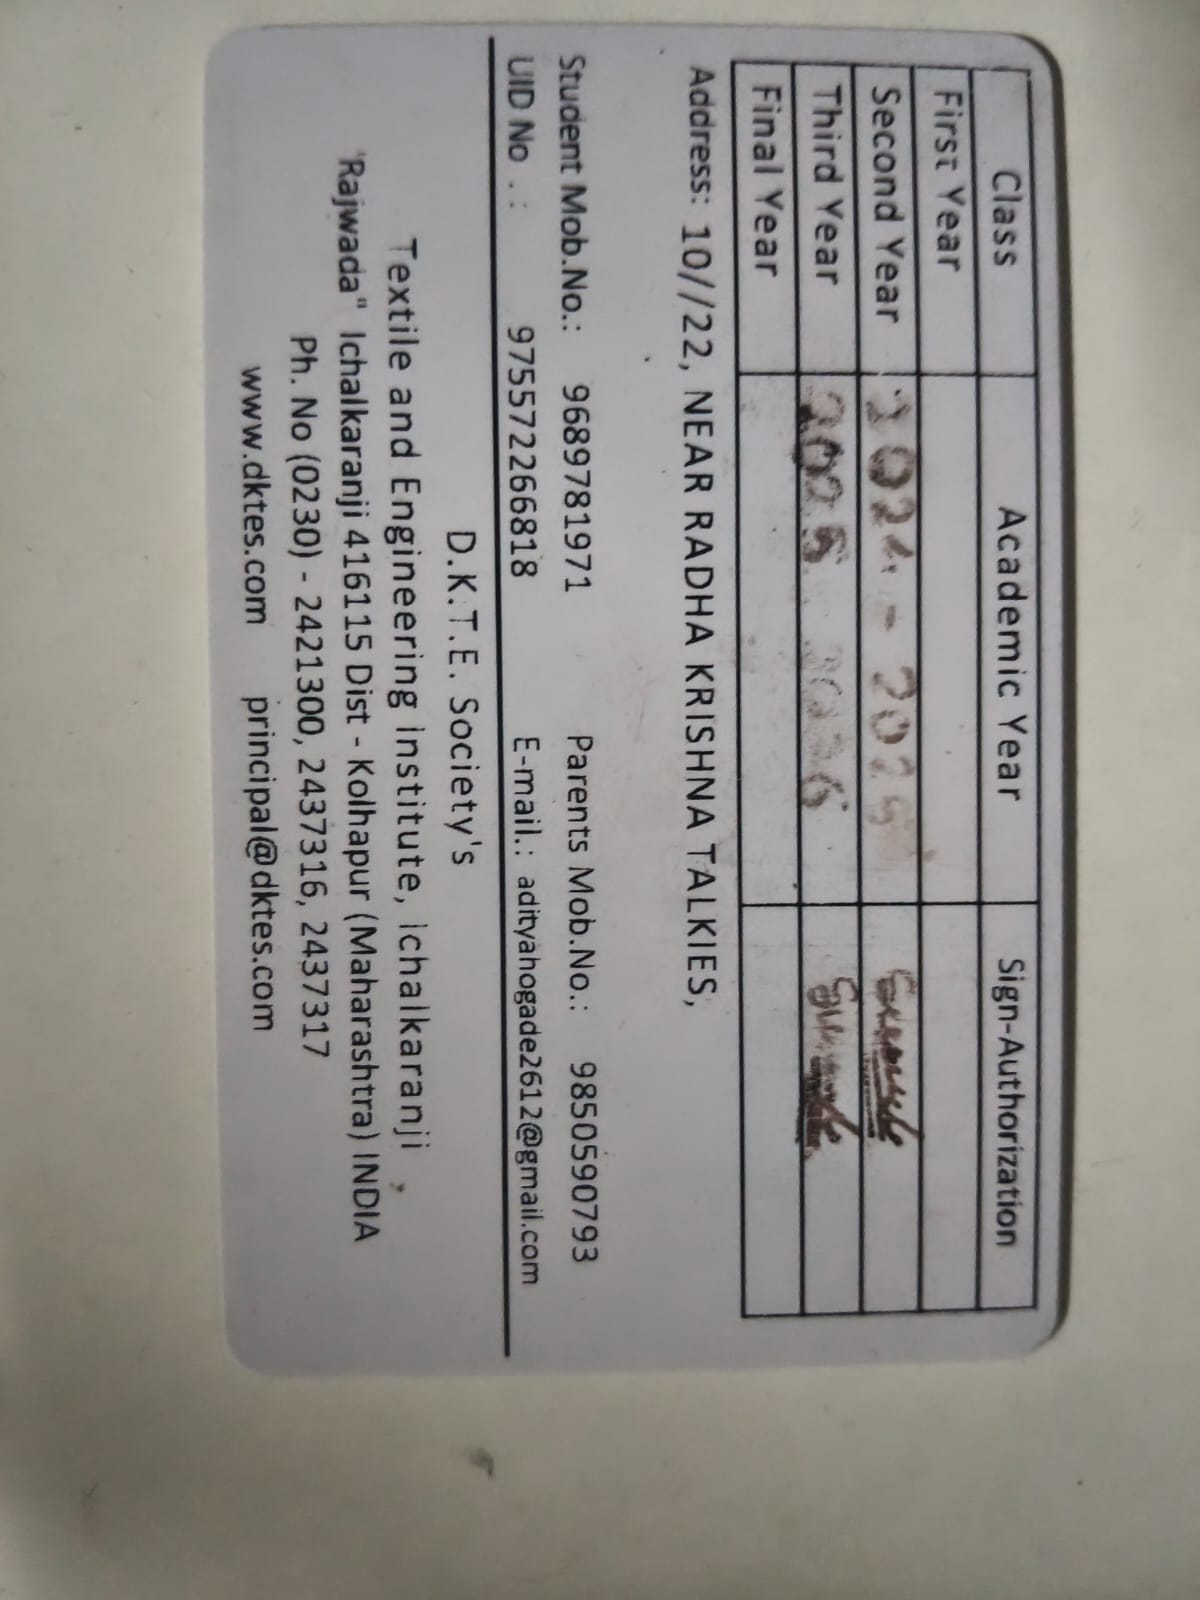 Class Academic Year Sign-Authorization
First Year
Second Year 2024 - 2025
Third Year 2025 2026
Final Year
Address: 10//22, NEAR RADHA KRISHNA TALKIES,
Student Mob.No.: 9689781971 Parents Mob.No.: 9850590793
UID No .: 975572266818 E-mail.: adityahogade2612@gmail.com
D.K.T.E. Society's
Textile and Engineering Institute, Ichalkaranji
'Rajwada" Ichalkaranji 416115 Dist - Kolhapur (Maharashtra) INDIA
Ph. No (0230) - 2421300, 2437316, 2437317
www.dktes.com principal@dktes.com